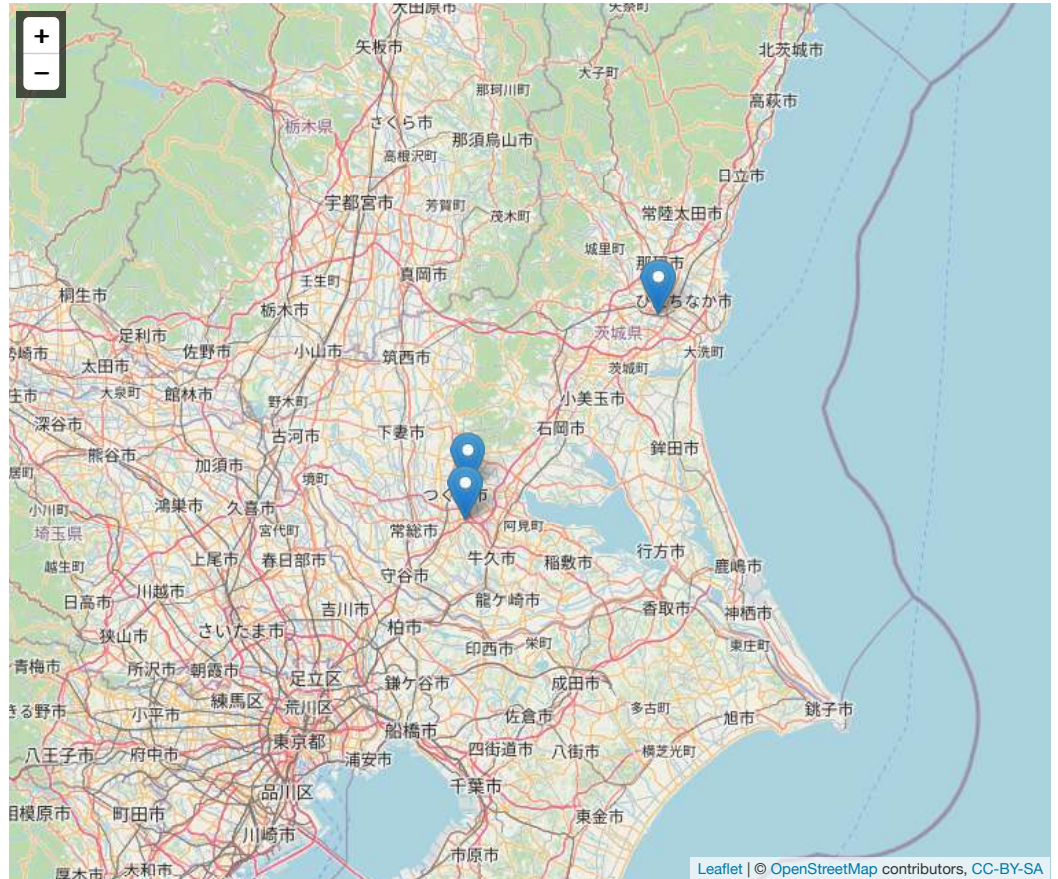 +
−
大田原市
矢祭町
矢板市
北茨城市
大子町
那珂川町
高萩市
栃木県
さくら市
那須烏山市
高根沢町
日立市
宇都宮市
芳賀町
茂木町
常陸太田市
城里町
真岡市
壬生町
桐生市
栃木市
茨城県
足利市
佐野市
小山市
筑西市
大洗町
太田市
茨城町
大泉町
館林市
野木町
小美玉市
深谷市
古河市
下妻市
石岡市
鉾田市
熊谷市
加須市
境町
小川町
鴻巣市
久喜市
宮代町
常総市
阿見町
埼玉県
越生町
上尾市
春日部市
牛久市
稲敷市
行方市
鹿嶋市
守谷市
日高市
川越市
吉川市
龍ケ崎市
香取市
神栖市
狭山市
さいたま市
柏市
印西市
栄町
東庄町
青梅市
所沢市
朝霞市
足立区
鎌ケ谷市
成田市
練馬区
荒川区
小平市
佐倉市
多古町
旭市
銚子市
東京都
船橋市
八王子市
府中市
浦安市
四街道市
八街市
横芝光町
品川区
千葉市
町田市
川崎市
東金市
市原市
大和市
厚木市
Leaflet | © OpenStreetMap contributors, CC-BY-SA